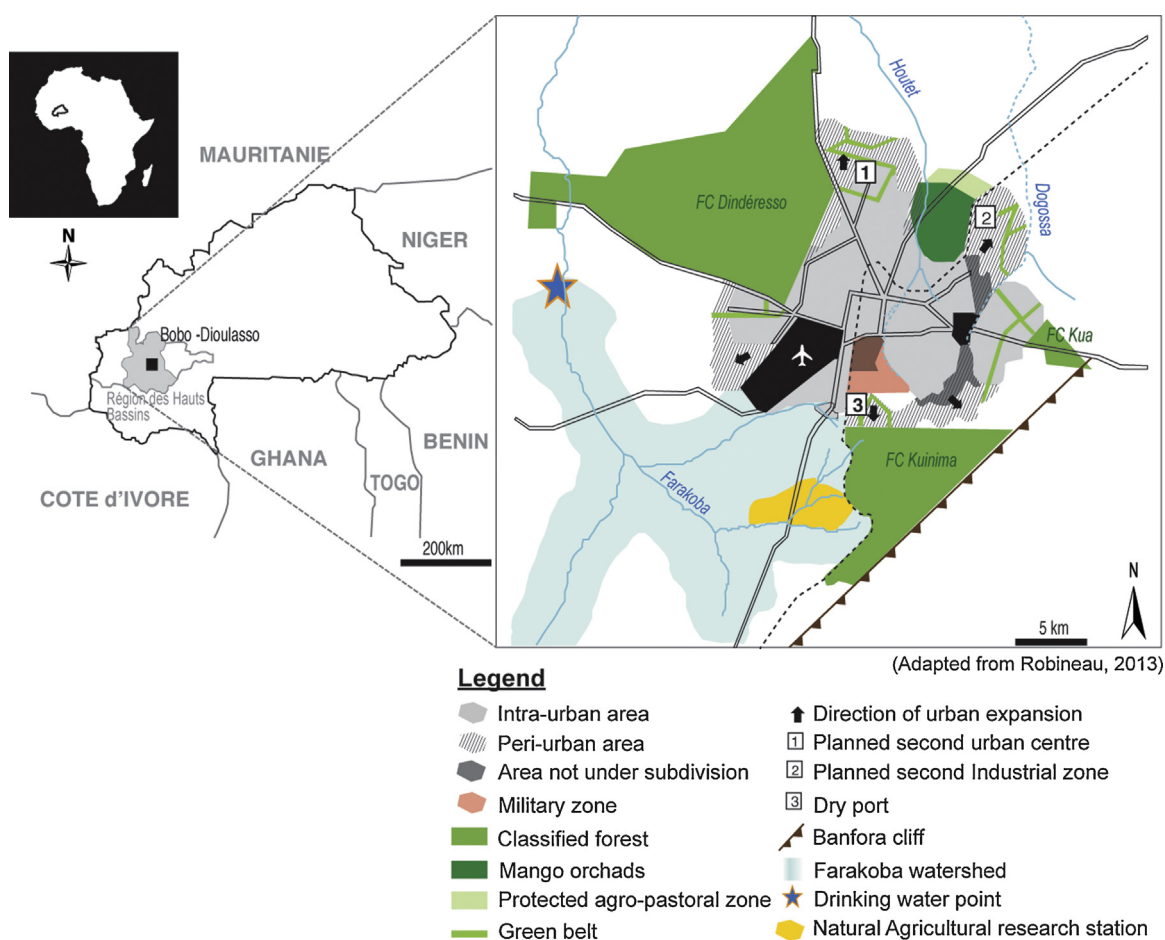 N
MAURITANIE
NIGER
Bobo -Dioulasso
Région des Hauts
Bassins
GHANA
BENIN
TOGO
COTE d'IVORE
200km
Houtet
FC Dindéresso
1
2
Dogossa
FC Kua
3
FC Kuinima
Farakoba
N
5 km
(Adapted from Robineau, 2013)
Legend
Intra-urban area
Peri-urban area
Area not under subdivision
Military zone
Classified forest
Mango orchads
Protected agro-pastoral zone
Green belt
Direction of urban expansion
1 Planned second urban centre
2 Planned second Industrial zone
3 Dry port
Banfora cliff
Farakoba watershed
Drinking water point
Natural Agricultural research station